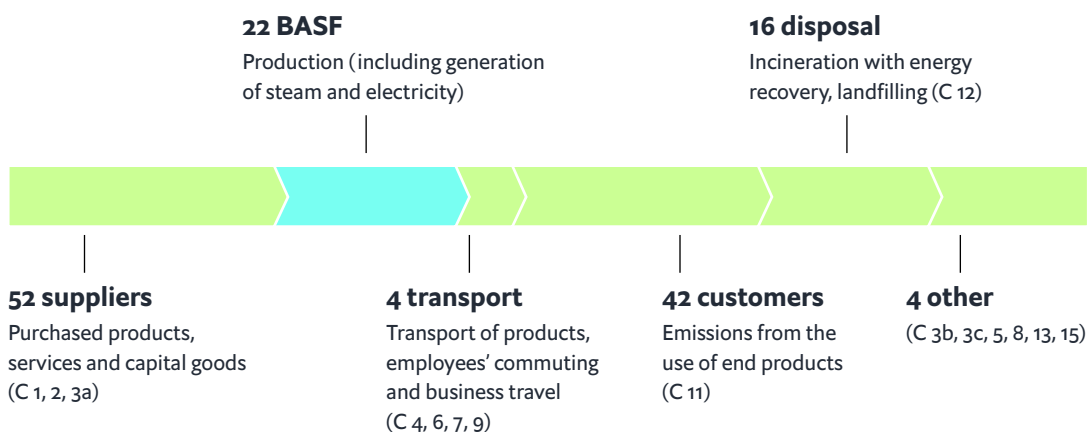 22 BASF
Production (including generation
of steam and electricity)
16 disposal
Incineration with energy
recovery, landfilling (C 12)
52 suppliers
Purchased products,
services and capital goods
(C 1, 2, 3a)
4 transport
Transport of products,
employees’ commuting
and business travel
(C 4, 6, 7, 9)
42 customers
Emissions from the
use of end products
(C 11)
4 other
(C 3b, 3c, 5, 8, 13, 15)